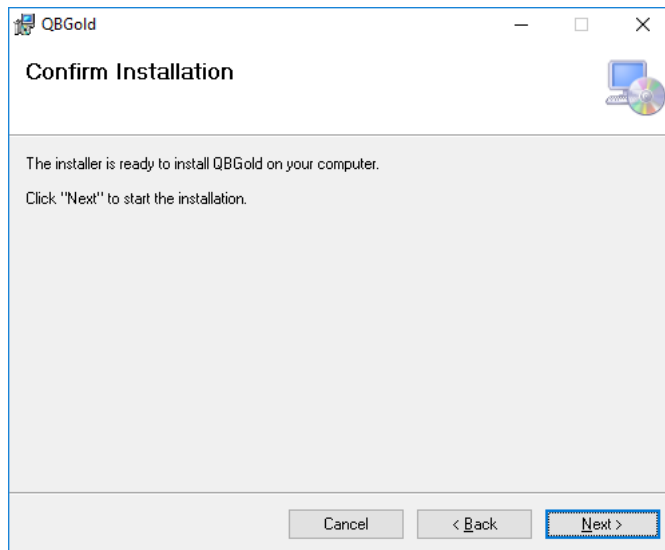 QBGold
Confirm Installation
The installer is ready to install QBGold on your computer.
Click "Next" to start the installation.
Cancel
< Back
Next >